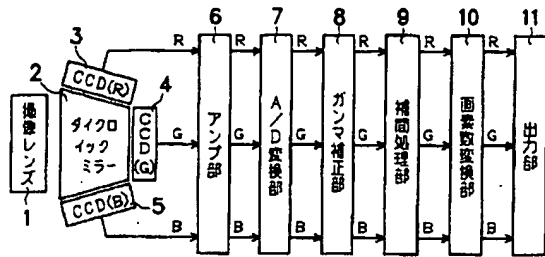 6 7 8 9 10 11
3
2
4
CCD(R)
R R R R R R
撮像レンズ
ダイクロ
イック
ミラー
CCD(G)
G G G G G G
アンプ部
A/D変換部
ガンマ補正部
補間処理部
画素数変換部
出力部
CCD(B)
5
1
B B B B B B